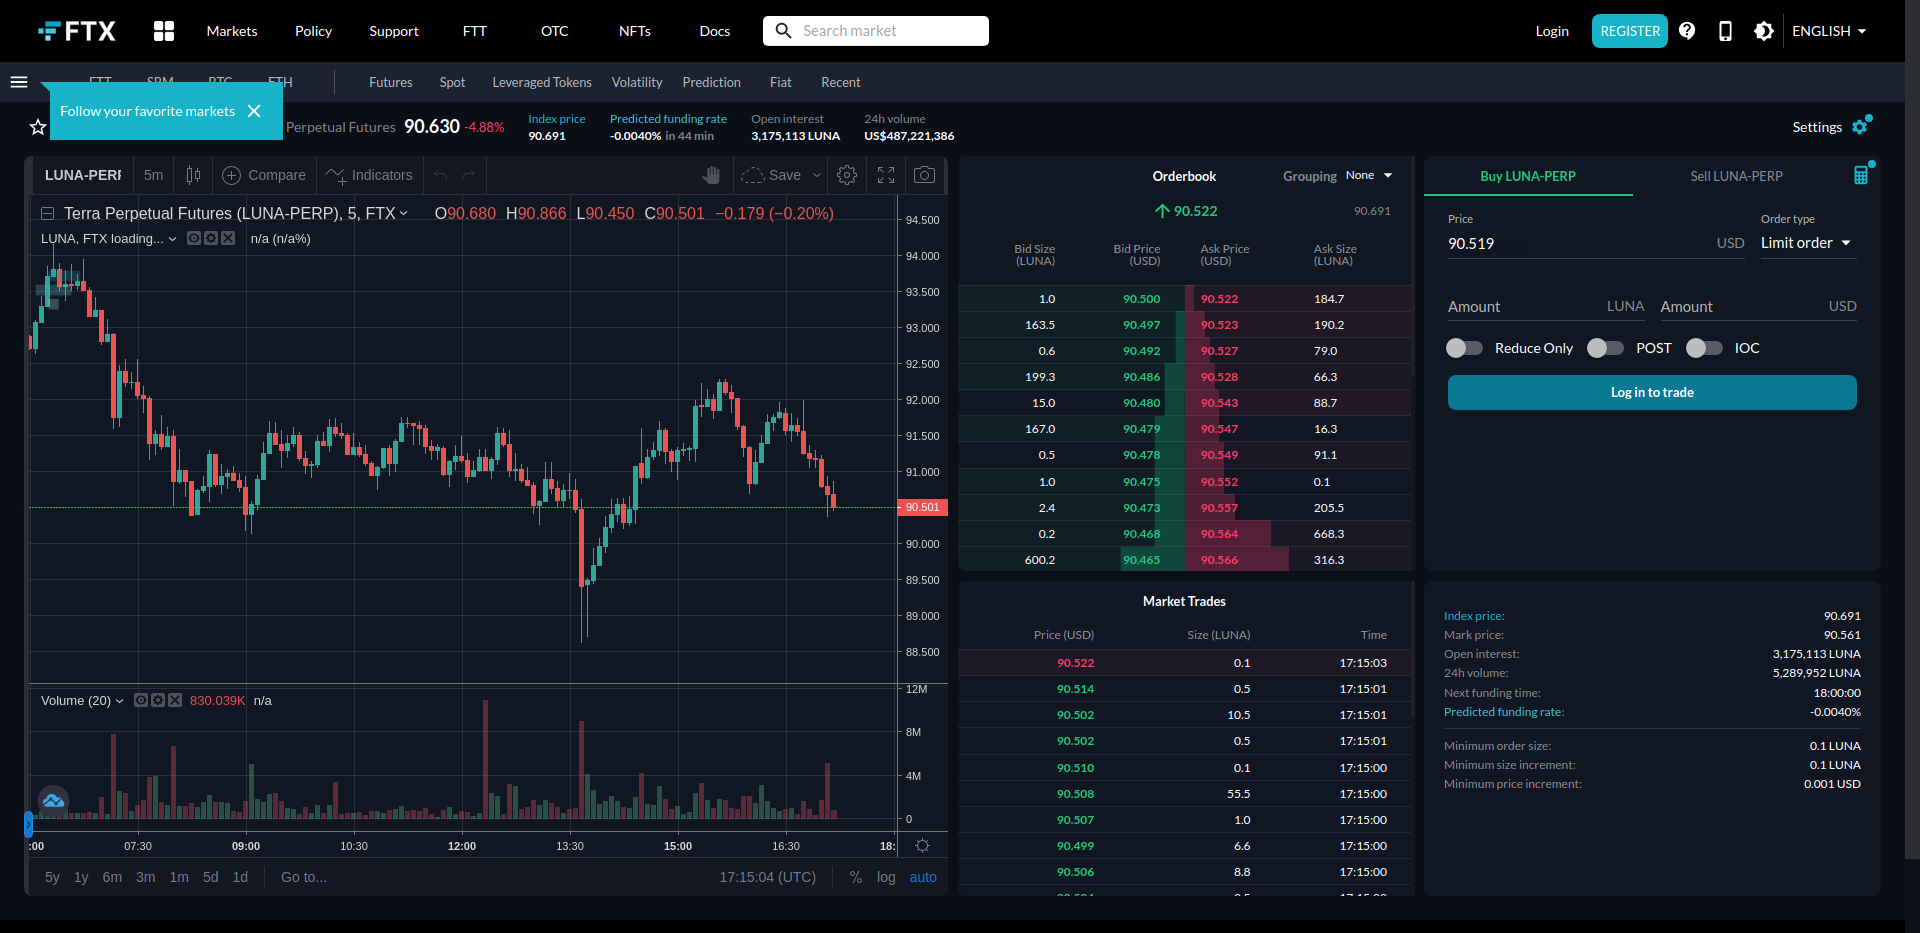 FTX Markets Policy Support FTT OTC NFTs Docs Search market Login REGISTER ENGLISH
Futures Spot Leveraged Tokens Volatility Prediction Fiat Recent
Follow your favorite markets
Perpetual Futures 90.630 -4.88%
Index price
90.691
Predicted funding rate
-0.0040% in 44 min
Open interest
3,175,113 LUNA
24h volume
US$487,221,386
Settings
LUNA-PERP 5m Compare Indicators Save
Terra Perpetual Futures (LUNA-PERP), 5, FTX O90.680 H90.866 L90.450 C90.501 −0.179 (−0.20%)
LUNA, FTX loading... n/a (n/a%)
94.500
94.000
93.500
93.000
92.500
92.000
91.500
91.000
90.501
90.000
89.500
89.000
88.500
Volume (20) 830.039K n/a
12M
8M
4M
0
:00 07:30 09:00 10:30 12:00 13:30 15:00 16:30 18:
5y 1y 6m 3m 1m 5d 1d Go to... 17:15:04 (UTC) % log auto
Orderbook Grouping None
90.522 90.691
Bid Size (LUNA) Bid Price (USD) Ask Price (USD) Ask Size (LUNA)
1.0 90.500 90.522 184.7
163.5 90.497 90.523 190.2
0.6 90.492 90.527 79.0
199.3 90.486 90.528 66.3
15.0 90.480 90.543 88.7
167.0 90.479 90.547 16.3
0.5 90.478 90.549 91.1
1.0 90.475 90.552 0.1
2.4 90.473 90.557 205.5
0.2 90.468 90.564 668.3
600.2 90.465 90.566 316.3
Market Trades
Price (USD) Size (LUNA) Time
90.522 0.1 17:15:03
90.514 0.5 17:15:01
90.502 10.5 17:15:01
90.502 0.5 17:15:01
90.510 0.1 17:15:00
90.508 55.5 17:15:00
90.507 1.0 17:15:00
90.499 6.6 17:15:00
90.506 8.8 17:15:00
Buy LUNA-PERP Sell LUNA-PERP
Price Order type
90.519 USD Limit order
Amount LUNA Amount USD
Reduce Only POST IOC
Log in to trade
Index price: 90.691
Mark price: 90.561
Open interest: 3,175,113 LUNA
24h volume: 5,289,952 LUNA
Next funding time: 18:00:00
Predicted funding rate: -0.0040%
Minimum order size: 0.1 LUNA
Minimum size increment: 0.1 LUNA
Minimum price increment: 0.001 USD